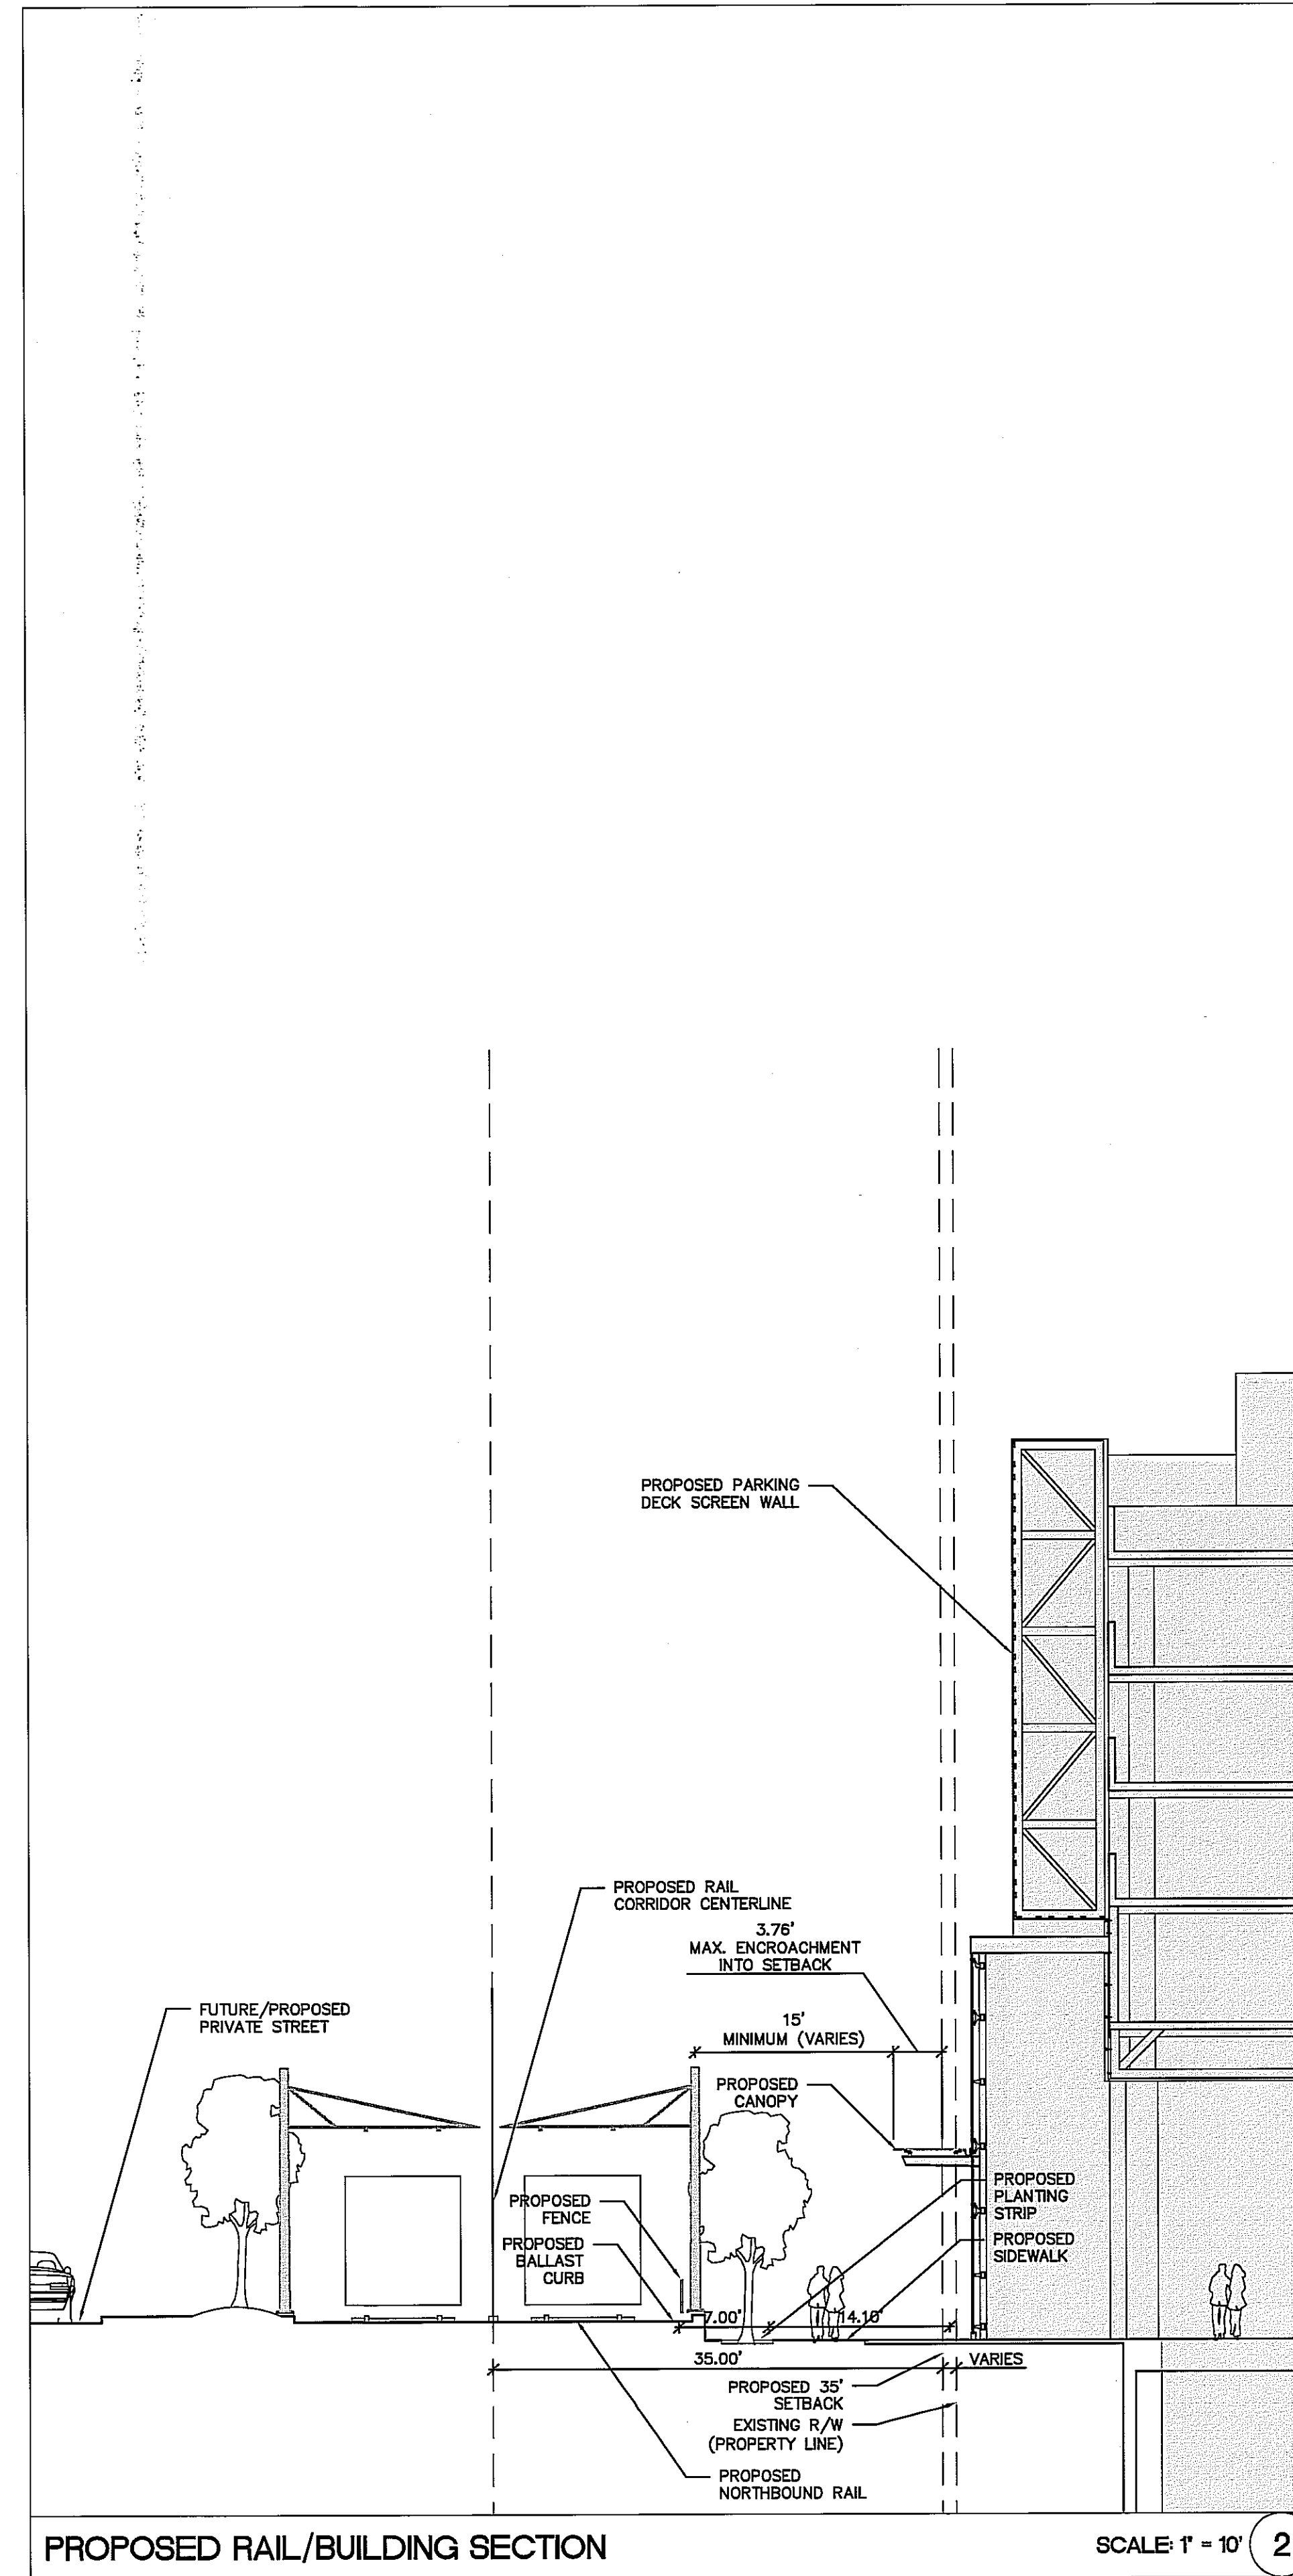 PROPOSED PARKING
DECK SCREEN WALL
PROPOSED RAIL
CORRIDOR CENTERLINE
3.76'
MAX. ENCROACHMENT
INTO SETBACK
FUTURE/PROPOSED
PRIVATE STREET
15'
MINIMUM (VARIES)
PROPOSED
CANOPY
PROPOSED
PLANTING
STRIP
PROPOSED
FENCE
PROPOSED
SIDEWALK
PROPOSED
BALLAST
CURB
7.00'
14.10'
35.00'
VARIES
PROPOSED 35'
SETBACK
EXISTING R/W
(PROPERTY LINE)
PROPOSED
NORTHBOUND RAIL
PROPOSED RAIL/BUILDING SECTION
SCALE: 1" = 10'
2